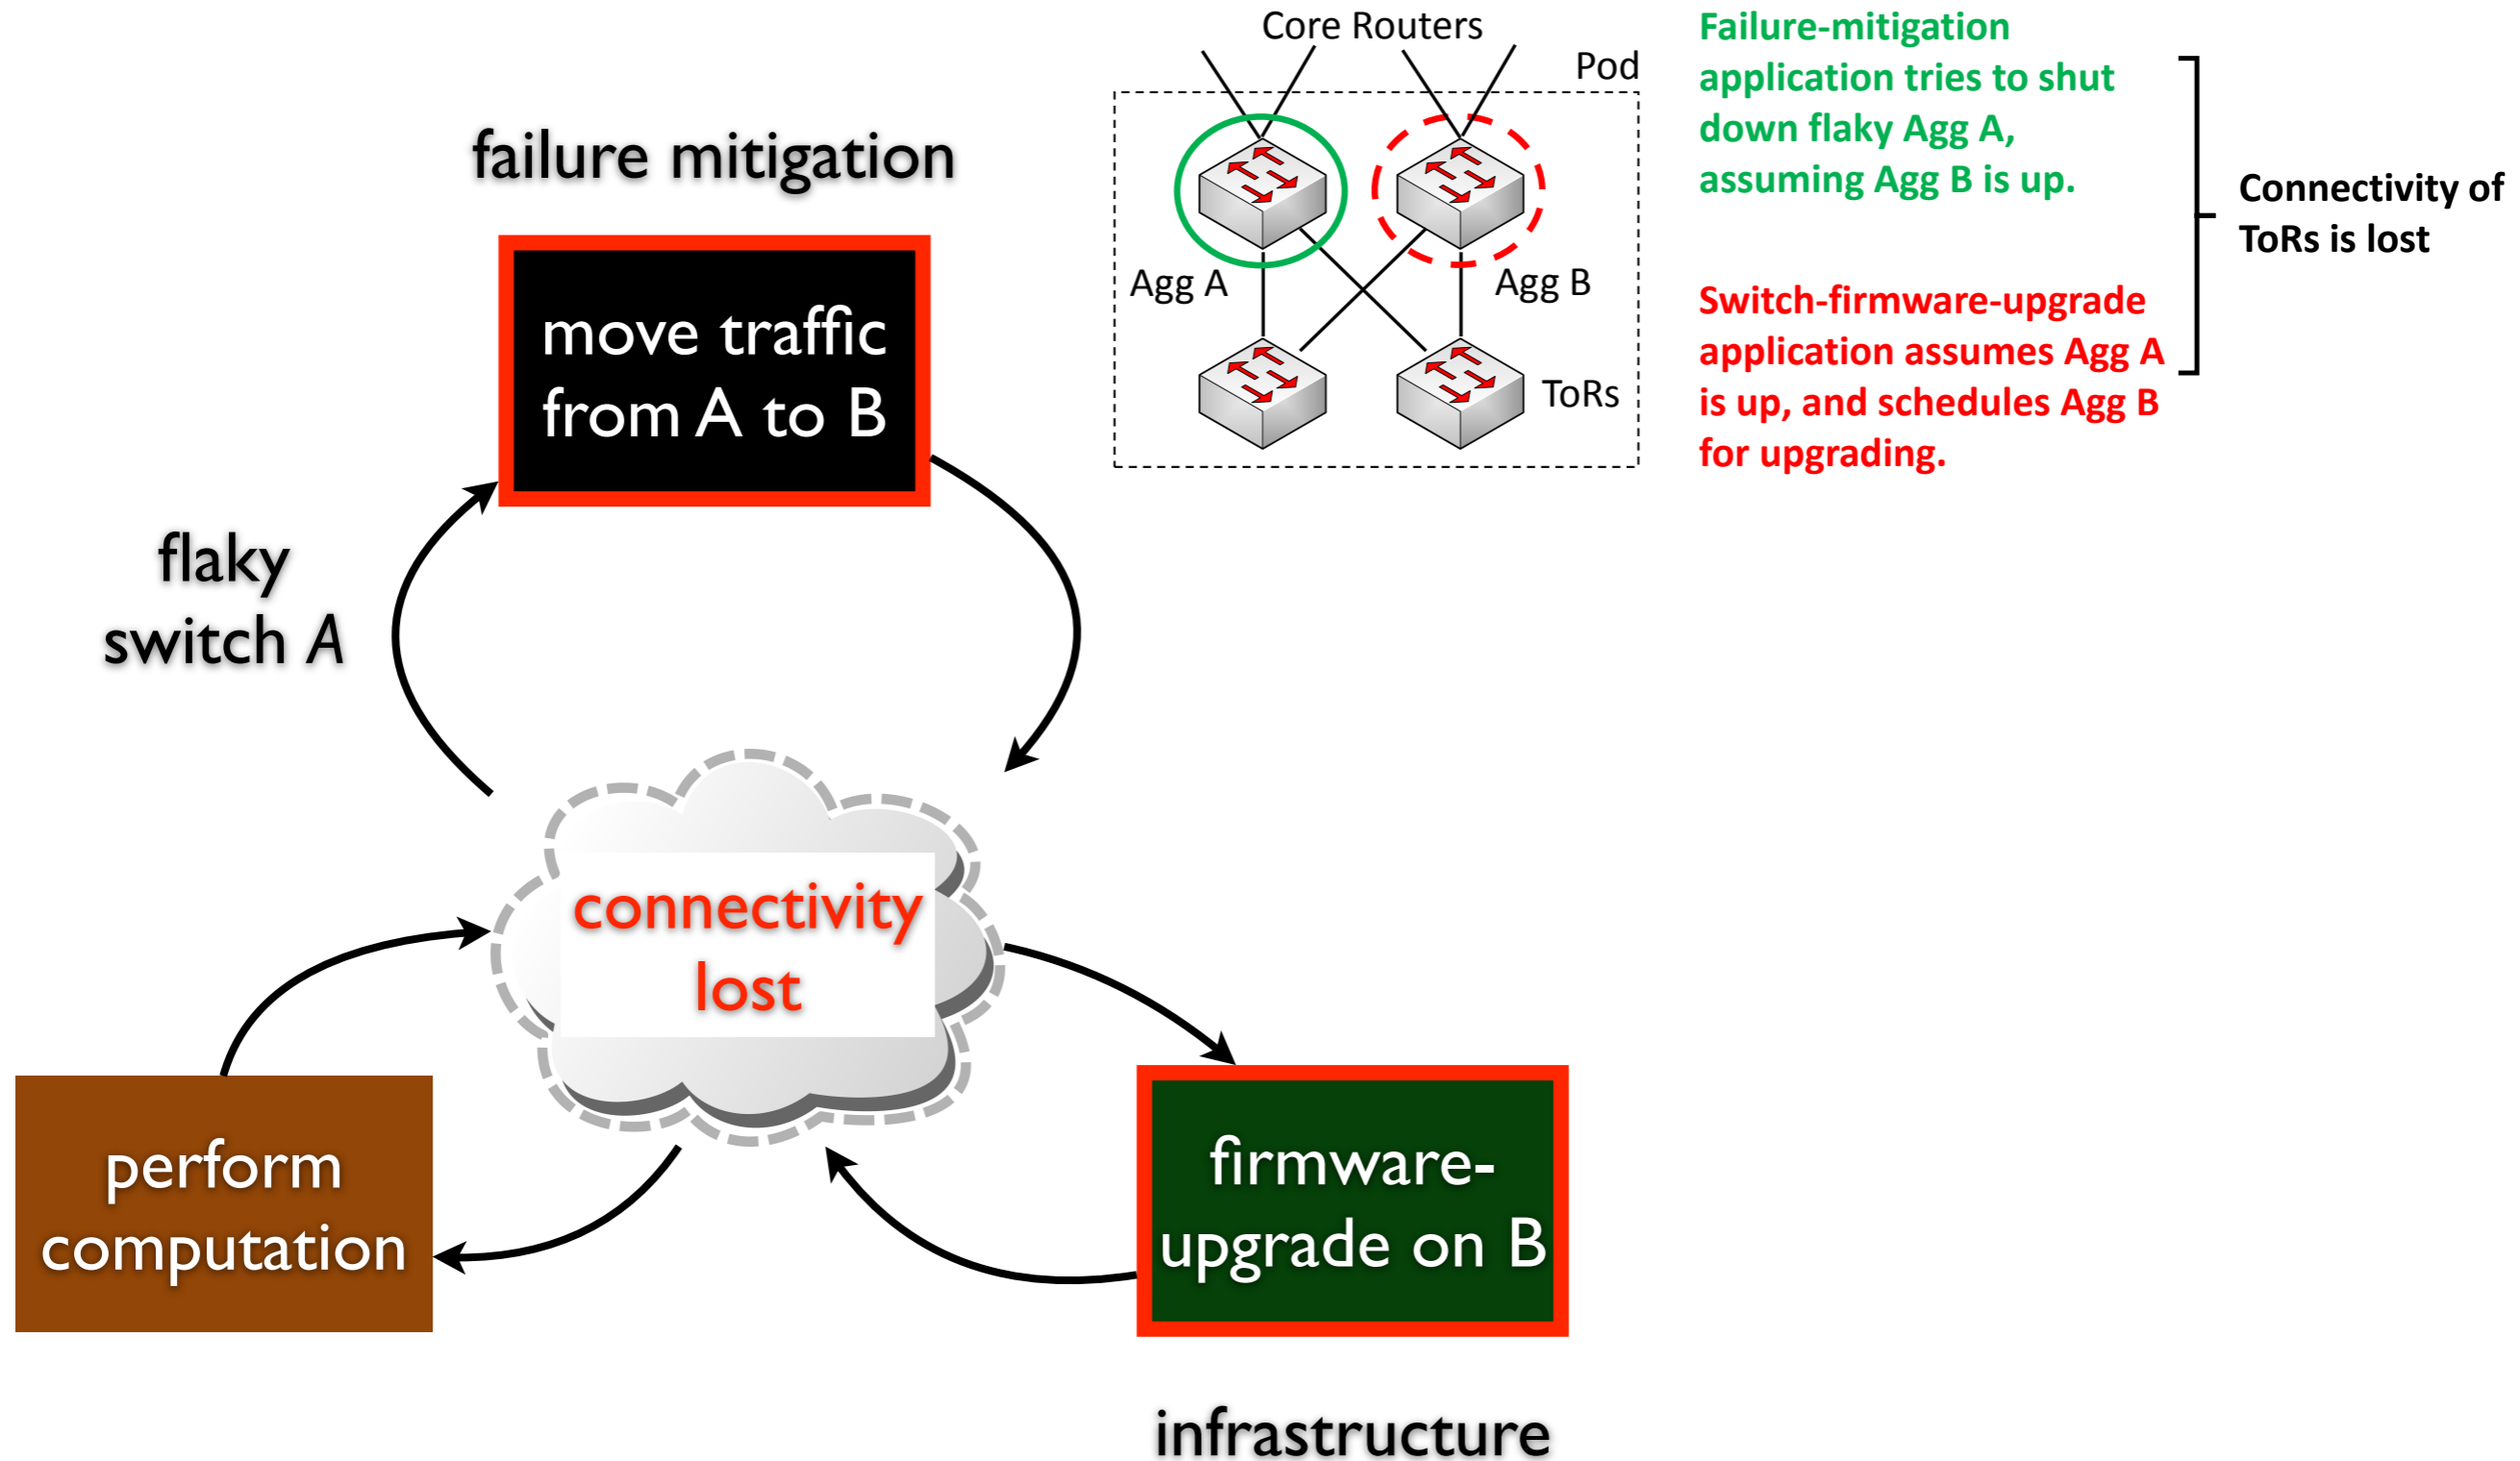 Core Routers
Pod
Agg A
Agg B
ToRs
Failure-mitigation
application tries to shut
down flaky Agg A,
assuming Agg B is up.
Switch-firmware-upgrade
application assumes Agg A
is up, and schedules Agg B
for upgrading.
Connectivity of
ToRs is lost
failure mitigation
move traffic
from A to B
flaky
switch A
connectivity
lost
perform
computation
firmware-
upgrade on B
infrastructure